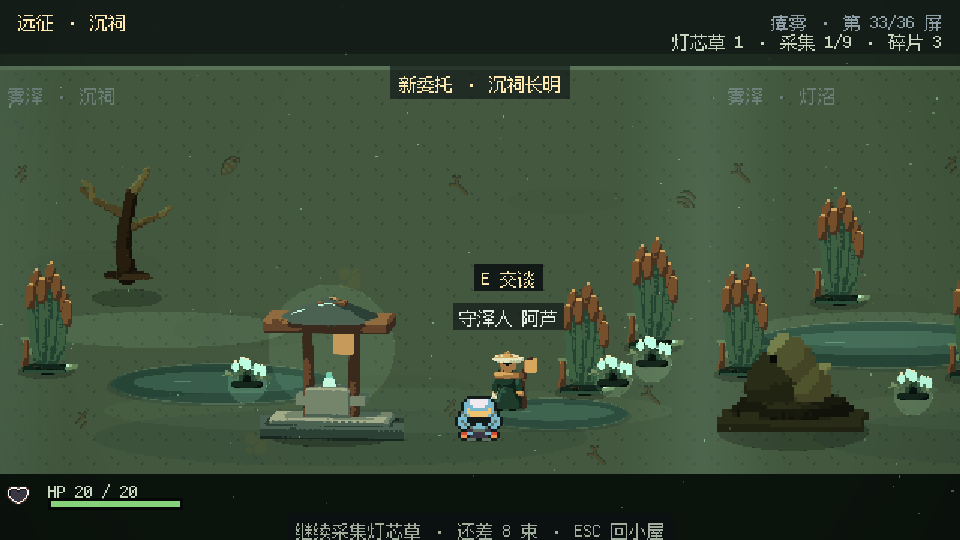 远征 · 沉祠
瘴雾 · 第 33/36 屏
灯芯草 1 · 采集 1/9 · 碎片 3
新委托 · 沉祠长明
雾泽 · 沉祠
雾泽 · 灯沼
E 交谈
守泽人 阿芦
HP 20 / 20
继续采集灯芯草 · 还差 8 束 · ESC 回小屋